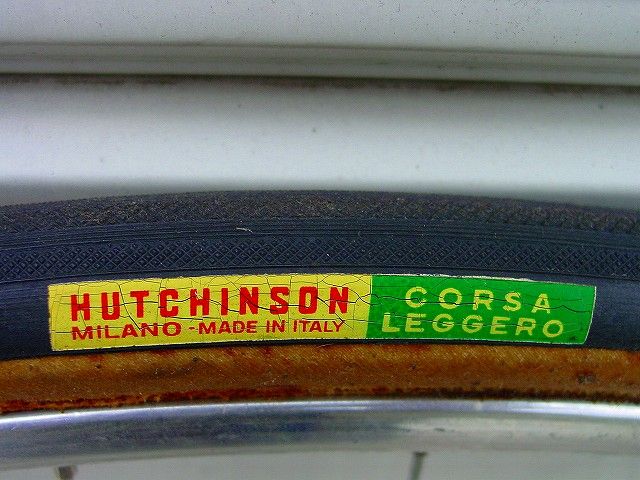 HUTCHINSON
MILANO - MADE IN ITALY
CORSA
LEGGERO